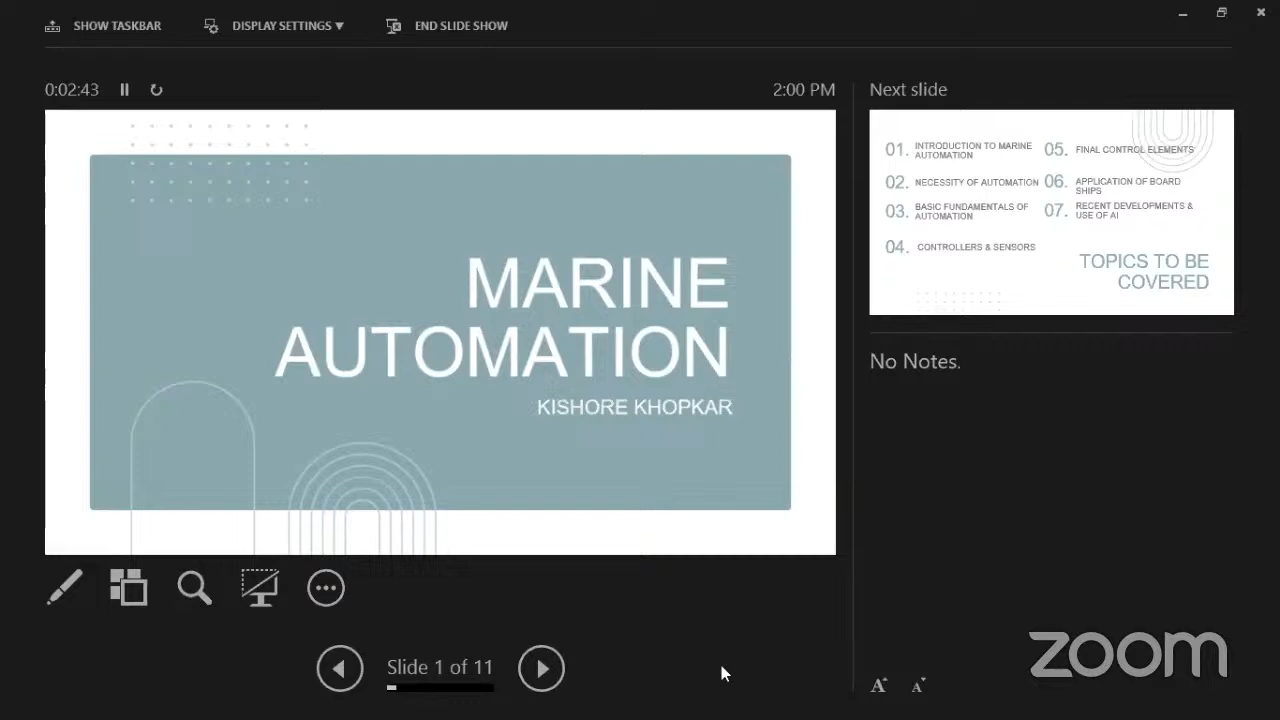 SHOW TASKBAR
DISPLAY SETTINGS ▼
END SLIDE SHOW
0:02:43
2:00 PM
MARINE
AUTOMATION
KISHORE KHOPKAR
Slide 1 of 11
Next slide
01. INTRODUCTION TO MARINE
AUTOMATION
02. NECESSITY OF AUTOMATION
03. BASIC FUNDAMENTALS OF
AUTOMATION
04. CONTROLLERS & SENSORS
05. FINAL CONTROL ELEMENTS
06. APPLICATION OF BOARD
SHIPS
07. RECENT DEVELOPMENTS &
USE OF AI
TOPICS TO BE
COVERED
No Notes.
A A
zoom